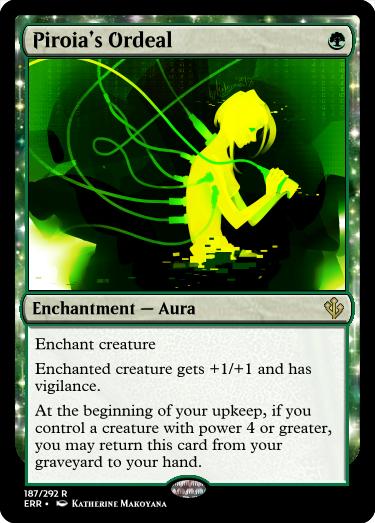 Piroia's Ordeal
Enchantment — Aura
Enchant creature
Enchanted creature gets +1/+1 and has
vigilance.
At the beginning of your upkeep, if you
control a creature with power 4 or greater,
you may return this card from your
graveyard to your hand.
187/292 R
ERR • Katherine Makoyana